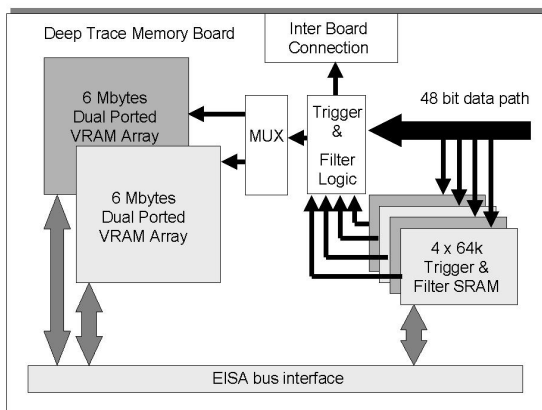 Deep Trace Memory Board
Inter Board
Connection
6 Mbytes
Dual Ported
VRAM Array
MUX
Trigger
&
Filter
Logic
48 bit data path
6 Mbytes
Dual Ported
VRAM Array
4 x 64k
Trigger &
Filter SRAM
EISA bus interface